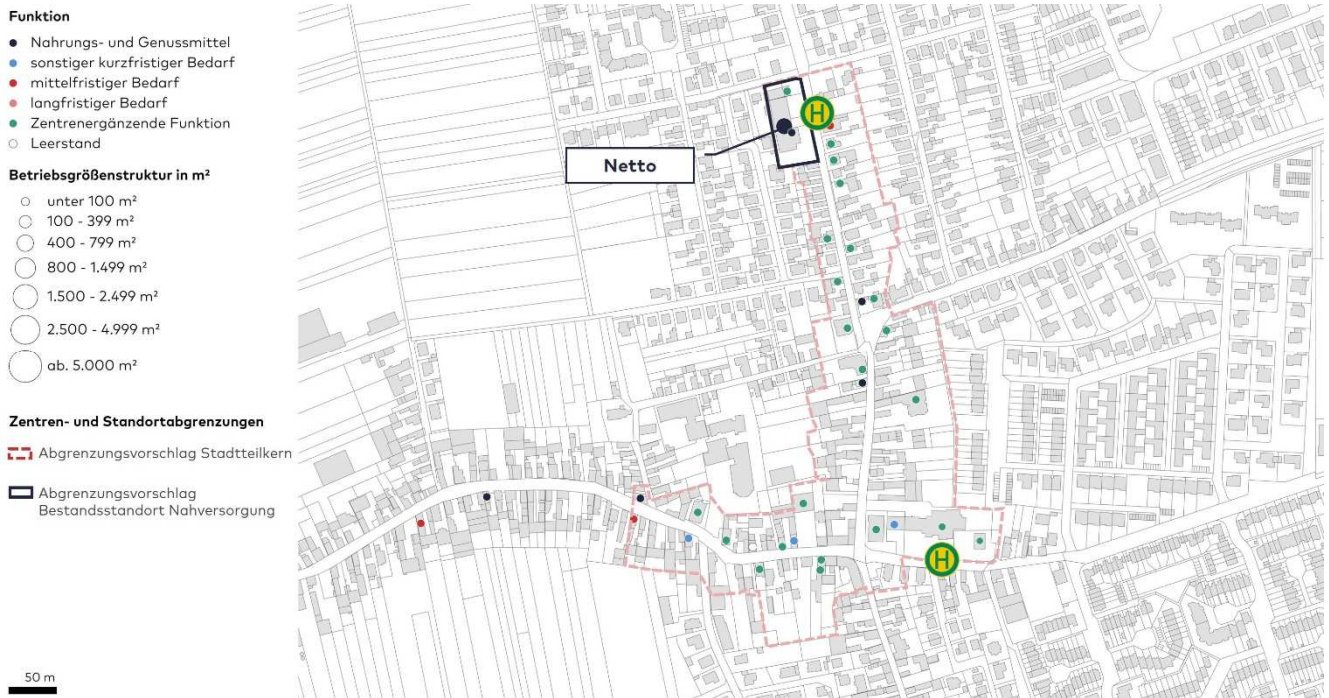 Funktion
Nahrungs- und Genussmittel
sonstiger kurzfristiger Bedarf
mittelfristiger Bedarf
langfristiger Bedarf
Zentrenergänzende Funktion
Leerstand
Betriebsgrößenstruktur in m²
unter 100 m²
100 - 399 m²
400 - 799 m²
800 - 1.499 m²
1.500 - 2.499 m²
2.500 - 4.999 m²
ab. 5.000 m²
Zentren- und Standortabgrenzungen
Abgrenzungsvorschlag Stadtteilkern
Abgrenzungsvorschlag
Bestandsstandort Nahversorgung
50 m
H
Netto
H